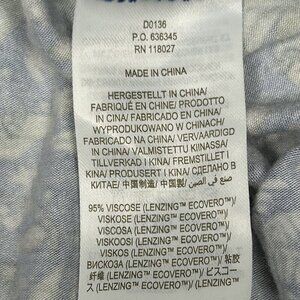 D0136
P.O. 636345
RN 118027
MADE IN CHINA
HERGESTELLT IN CHINA/
FABRIQUÉ EN CHINE/ PRODOTTO
IN CINA/ FABRICADO EN CHINA/
WYPRODUKOWANO W CHINACH/
FABRICADO NA CHINA/ VERVAARDIGD
IN CHINA/ VALMISTETTU KIINASSA/
TILLVERKAD I KINA/ FREMSTILLET I
KINA/ PRODUSERT I KINA/ СДЕЛАНО В
КИТАЕ/ 中国制造/ 中国製/ صنع في الصين
95% VISCOSE (LENZING™ ECOVERO™)/
VISKOSE (LENZING™ ECOVERO™)/
VISCOSA (LENZING™ ECOVERO™)/
VISKOOSI (LENZING™ ECOVERO™)/
VISKOS (LENZING™ ECOVERO™)/
ВИСКОЗА (LENZING™ ECOVERO™)/ 粘胶
纤维 (LENZING™ ECOVERO™)/ ビスコー
ス (LENZING™ ECOVERO™)/